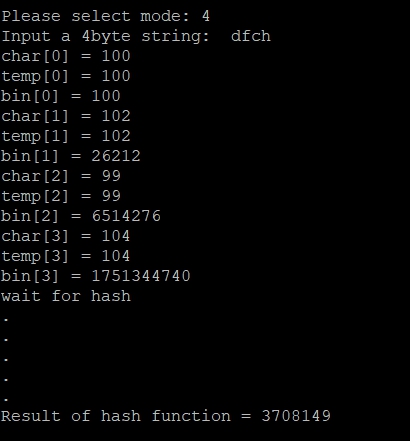 Please select mode: 4
Input a 4byte string:  dfch
char[0] = 100
temp[0] = 100
bin[0] = 100
char[1] = 102
temp[1] = 102
bin[1] = 26212
char[2] = 99
temp[2] = 99
bin[2] = 6514276
char[3] = 104
temp[3] = 104
bin[3] = 1751344740
wait for hash
.
.
.
.
.
Result of hash function = 3708149